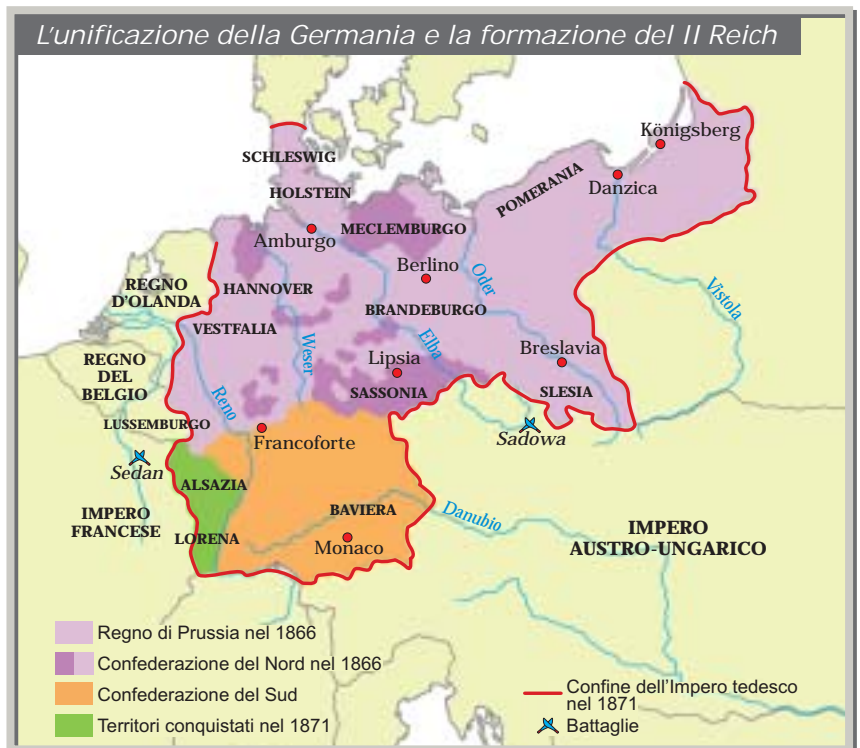 L'unificazione della Germania e la formazione del II Reich
Königsberg
SCHLESWIG
Danzica
POMERANIA
HOLSTEIN
MECLEMBURGO
Amburgo
Berlino
Oder
REGNO
D'OLANDA
HANNOVER
Vistola
BRANDEBURGO
VESTFALIA
Weser
Elba
Breslavia
REGNO
DEL
BELGIO
Lipsia
Reno
SASSONIA
SLESIA
LUSSEMBURGO
Francoforte
Sadowa
Sedan
ALSAZIA
BAVIERA
Danubio
IMPERO
FRANCESE
LORENA
Monaco
IMPERO
AUSTRO-UNGARICO
Regno di Prussia nel 1866
Confederazione del Nord nel 1866
Confederazione del Sud
Territori conquistati nel 1871
Confine dell'Impero tedesco
nel 1871
Battaglie